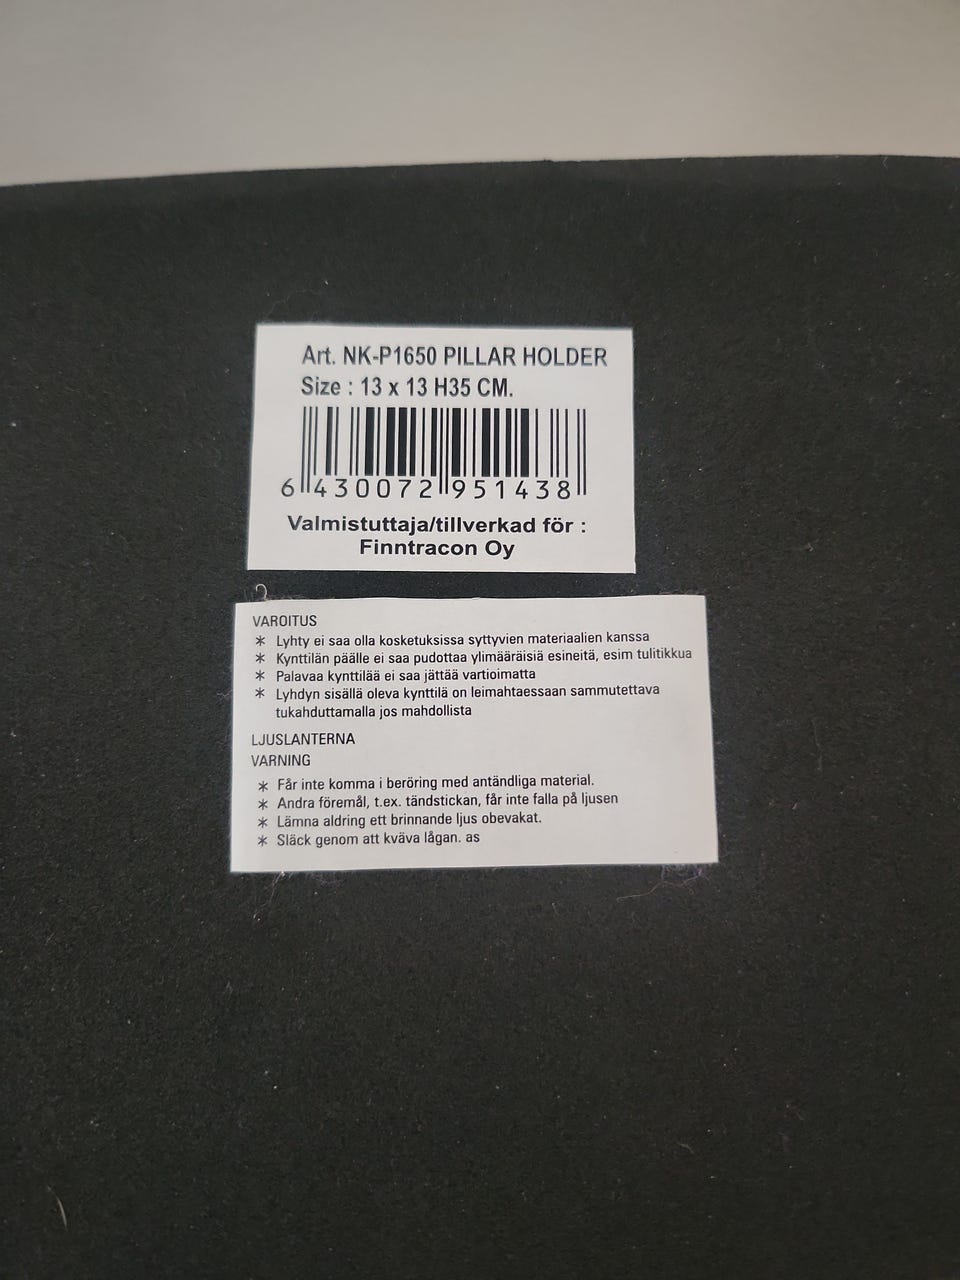 Art. NK-P1650 PILLAR HOLDER
Size : 13 x 13 H35 CM.
6 430072 951438
Valmistuttaja/tillverkad för :
Finntracon Oy
VAROITUS
* Lyhty ei saa olla kosketuksissa syttyvien materiaalien kanssa
* Kynttilän päälle ei saa pudottaa ylimääräisiä esineitä, esim tulitikkua
* Palavaa kynttilää ei saa jättää vartioimatta
* Lyhdyn sisällä oleva kynttilä on leimahtaessaan sammutettava
tukahduttamalla jos mahdollista
LJUSLANTERNA
VARNING
* Får inte komma i beröring med antändliga material.
* Andra föremål, t.ex. tändstickan, får inte falla på ljusen
* Lämna aldring ett brinnande ljus obevakat.
* Släck genom att kväva lågan. as